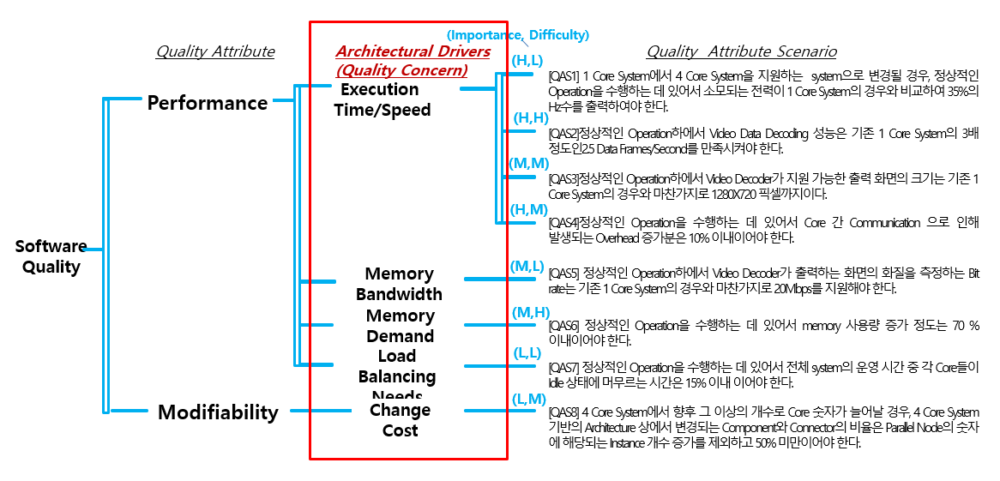 (Importance, Difficulty)
Quality Attribute
Architectural Drivers
(Quality Concern)
Quality Attribute Scenario
Software
Quality
Performance
Execution
Time/Speed
(H,L)
[QAS1] 1 Core System에서 4 Core System을 지원하는 system으로 변경될 경우, 정상적인
Operation을 수행하는 데 있어서 소모되는 전력이 1 Core System의 경우와 비교하여 35%의
Hz수를 출력하여야 한다.
(H,H)
[QAS2]정상적인 Operation하에서 Video Data Decoding 성능은 기존 1 Core System의 3배
정도인2.5 Data Frames/Second를 만족시켜야 한다.
(M,M)
[QAS3]정상적인 Operation하에서 Video Decoder가 지원 가능한 출력 화면의 크기는 기존 1
Core System의 경우와 마찬가지로 1280X720 픽셀까지이다.
(H,M)
[QAS4]정상적인 Operation을 수행하는 데 있어서 Core 간 Communication 으로 인해
발생되는 Overhead 증가분은 10% 이내이어야 한다.
Memory
Bandwidth
(M,L)
[QAS5] 정상적인 Operation하에서 Video Decoder가 출력하는 화면의 화질을 측정하는 Bit
rate는 기존 1 Core System의 경우와 마찬가지로 20Mbps를 지원해야 한다.
Memory
Demand
(M,H)
[QAS6] 정상적인 Operation을 수행하는 데 있어서 memory 사용량 증가 정도는 70 %
이내이어야 한다.
Load
Balancing
Needs
(L,L)
[QAS7] 정상적인 Operation을 수행하는 데 있어서 전체 system의 운영 시간 중 각 Core들이
Idle 상태에 머무르는 시간은 15% 이내 이어야 한다.
Modifiability
Change
Cost
(L,M)
[QAS8] 4 Core System에서 향후 그 이상의 개수로 Core 숫자가 늘어날 경우, 4 Core System
기반의 Architecture 상에서 변경되는 Component와 Connector의 비율은 Parallel Node의 숫자
에 해당되는 Instance 개수 증가를 제외하고 50% 미만이어야 한다.